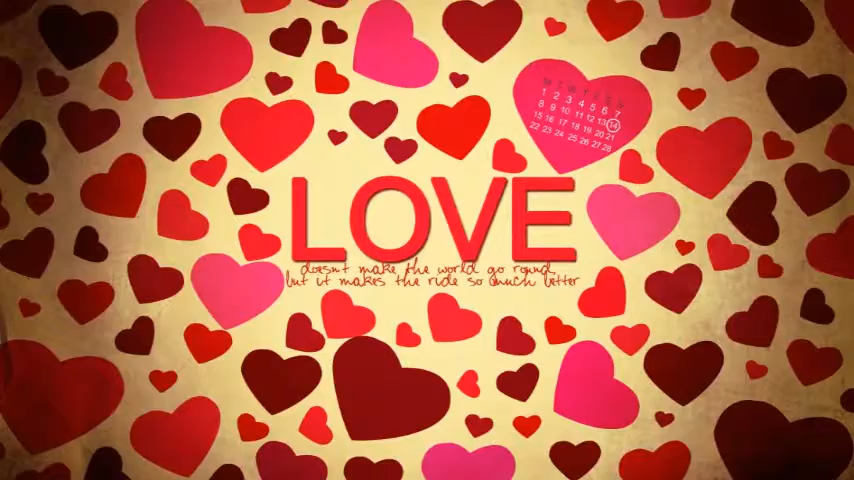 M T W T F S S
1 2 3 4 5 6 7
8 9 10 11 12 13 14
15 16 17 18 19 20 21
22 23 24 25 26 27 28
LOVE
doesn't make the world go round,
but it makes the ride so much better